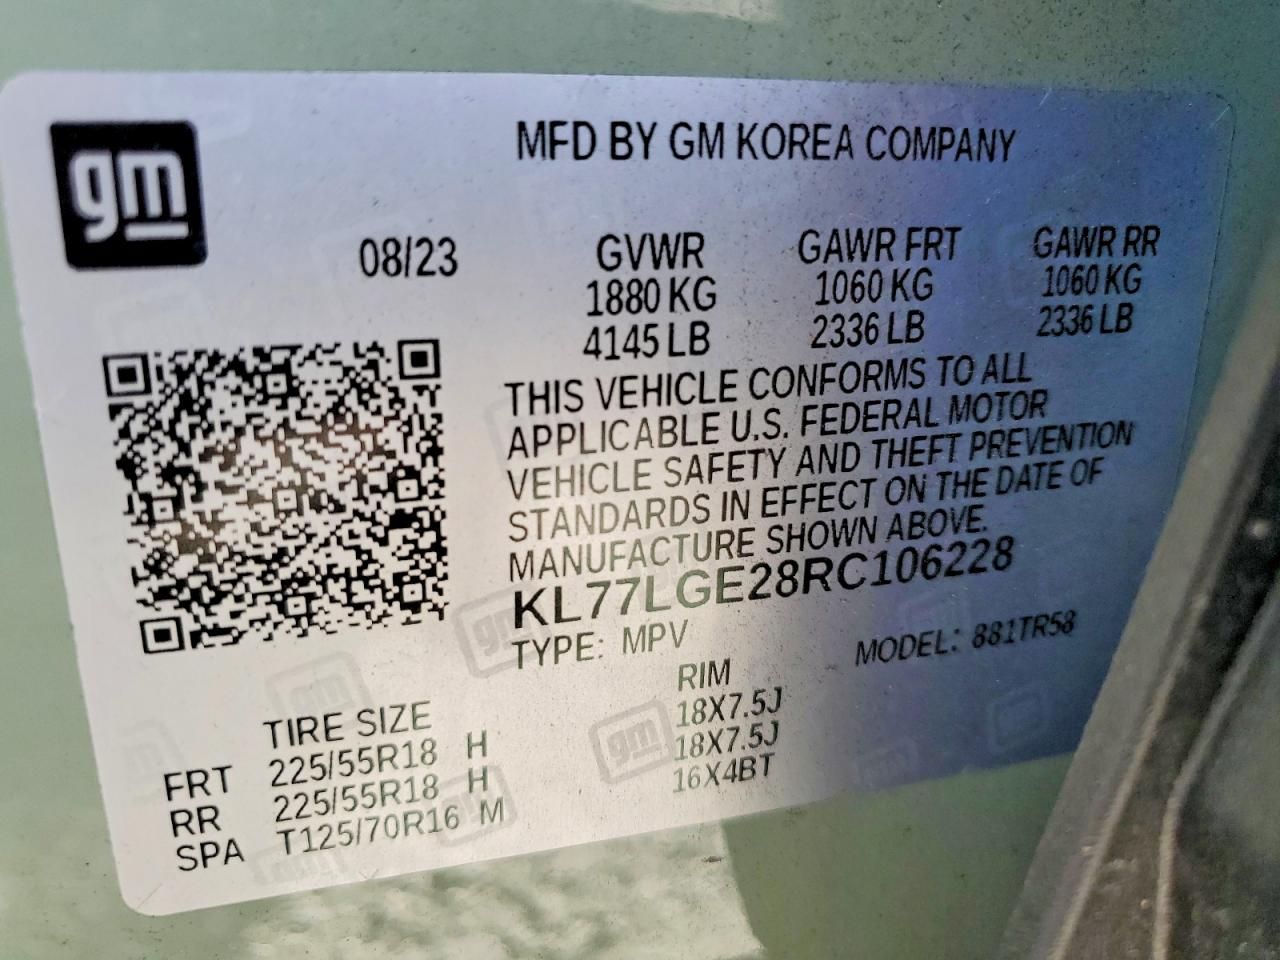 gm
MFD BY GM KOREA COMPANY
08/23
GVWR GAWR FRT GAWR RR
1880 KG 1060 KG 1060 KG
4145 LB 2336 LB 2336 LB
THIS VEHICLE CONFORMS TO ALL
APPLICABLE U.S. FEDERAL MOTOR
VEHICLE SAFETY AND THEFT PREVENTION
STANDARDS IN EFFECT ON THE DATE OF
MANUFACTURE SHOWN ABOVE.
KL77LGE28RC106228
TYPE: MPV MODEL: 881TR58
TIRE SIZE RIM
FRT 225/55R18 H 18X7.5J
RR 225/55R18 H 18X7.5J
SPA T125/70R16 M 16X4BT